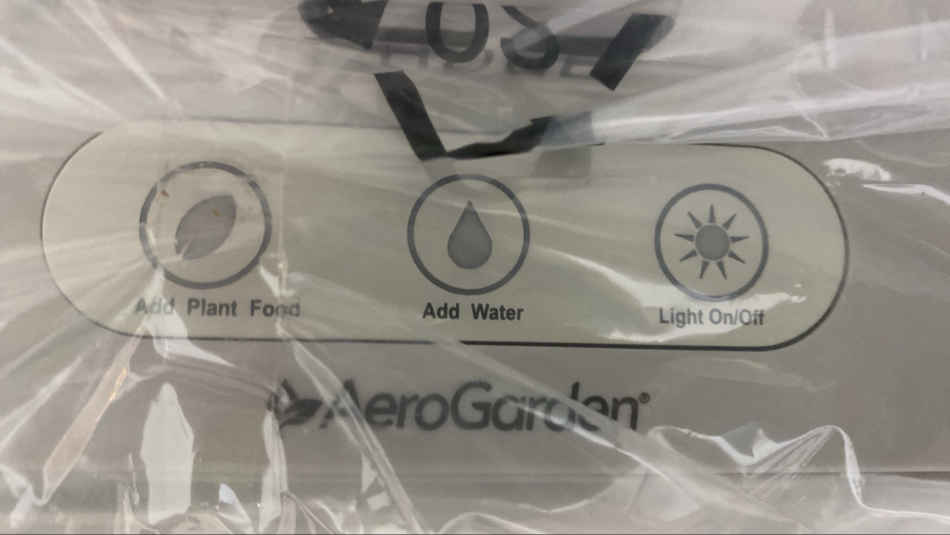 Add Plant Food
Add Water
Light On/Off
AeroGarden®